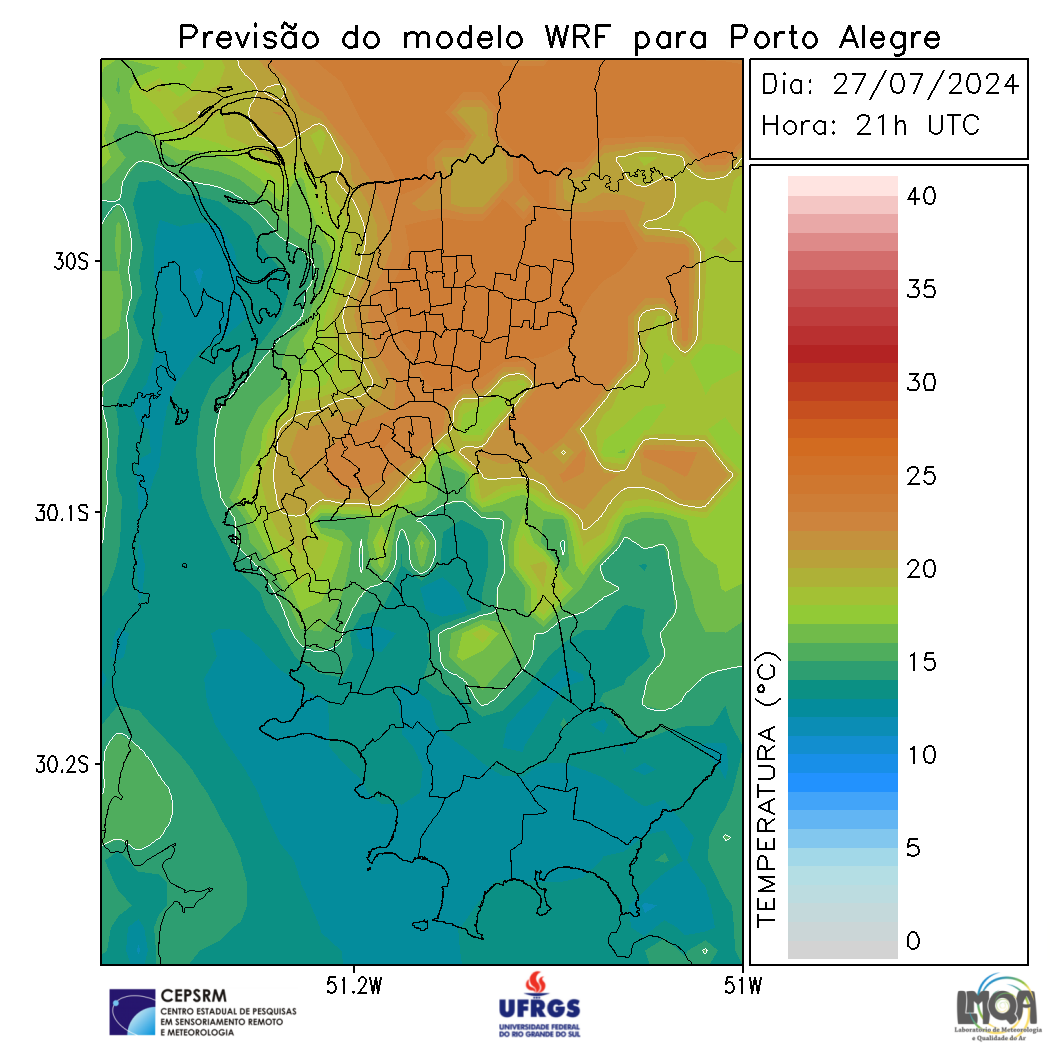 Previsão do modelo WRF para Porto Alegre
Dia: 27/07/2024
Hora: 21h UTC
40
35
30
25
20
15
10
5
0
TEMPERATURA (°C)
30S
30.1S
30.2S
51.2W
51W
CEPSRM
CENTRO ESTADUAL DE PESQUISAS
EM SENSORIAMENTO REMOTO
E METEOROLOGIA
UFRGS
UNIVERSIDADE FEDERAL
DO RIO GRANDE DO SUL
LMQA
Laboratório de Meteorologia
e Qualidade do Ar